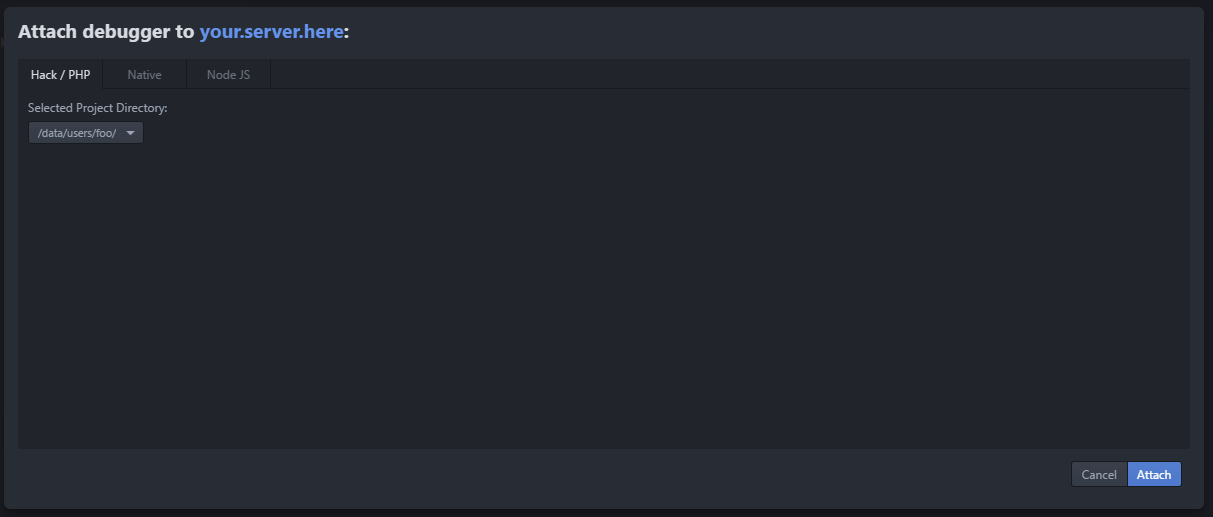 Attach debugger to your.server.here:
Hack / PHP Native Node JS
Selected Project Directory:
/data/users/foo/
Cancel Attach